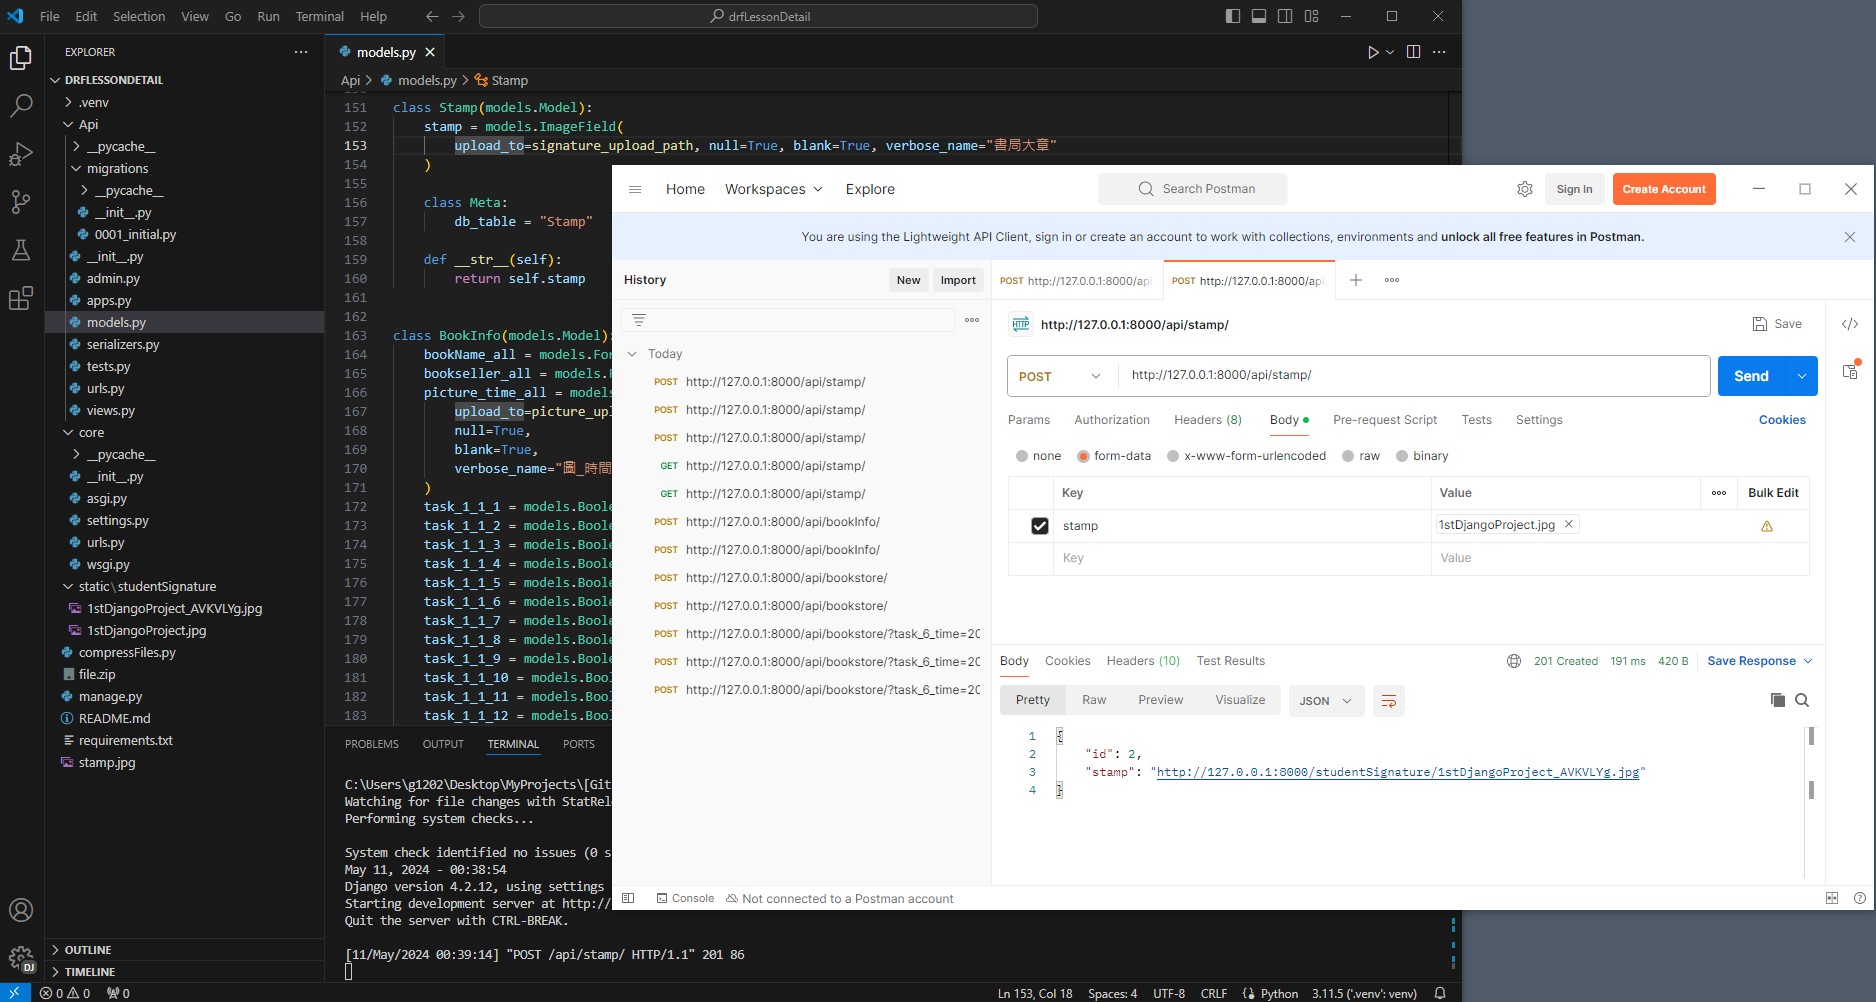 File Edit Selection View Go Run Terminal Help
drfLessonDetail
EXPLORER
DRFLESSONDETAIL
.venv
Api
__pycache__
migrations
__pycache__
__init__.py
0001_initial.py
__init__.py
admin.py
apps.py
models.py
serializers.py
tests.py
urls.py
views.py
core
__pycache__
__init__.py
asgi.py
settings.py
urls.py
wsgi.py
static\studentSignature
1stDjangoProject_AVKVLYg.jpg
1stDjangoProject.jpg
compressFiles.py
file.zip
manage.py
README.md
requirements.txt
stamp.jpg
OUTLINE
TIMELINE
models.py
Api > models.py > Stamp
151 class Stamp(models.Model):
152 stamp = models.ImageField(
153 upload_to=signature_upload_path, null=True, blank=True, verbose_name="書局大章"
154 )
155
156 class Meta:
157 db_table = "Stamp"
158
159 def __str__(self):
160 return self.stamp
161
162
163 class BookInfo(models.Model):
164 bookName_all = models.For
165 bookseller_all = models.
166 picture_time_all = models
167 upload_to=picture_upl
168 null=True,
169 blank=True,
170 verbose_name="圖_時間
171 )
172 task_1_1_1 = models.Boole
173 task_1_1_2 = models.Boole
174 task_1_1_3 = models.Boole
175 task_1_1_4 = models.Boole
176 task_1_1_5 = models.Boole
177 task_1_1_6 = models.Boole
178 task_1_1_7 = models.Boole
179 task_1_1_8 = models.Boole
180 task_1_1_9 = models.Boole
181 task_1_1_10 = models.Bool
182 task_1_1_11 = models.Bool
183 task_1_1_12 = models.Bool
PROBLEMS OUTPUT TERMINAL PORTS
C:\Users\g1202\Desktop\MyProjects\[Git
Watching for file changes with StatRel
Performing system checks...
System check identified no issues (0 s
May 11, 2024 - 00:38:54
Django version 4.2.12, using settings
Starting development server at http://
Quit the server with CTRL-BREAK.
[11/May/2024 00:39:14] "POST /api/stamp/ HTTP/1.1" 201 86
DJ
0 0 0
Ln 153, Col 18 Spaces: 4 UTF-8 CRLF Python 3.11.5 ('.venv': venv)
Home Workspaces Explore
Search Postman
Sign In Create Account
You are using the Lightweight API Client, sign in or create an account to work with collections, environments and unlock all free features in Postman.
History New Import
Today
POST http://127.0.0.1:8000/api/stamp/
POST http://127.0.0.1:8000/api/stamp/
POST http://127.0.0.1:8000/api/stamp/
GET http://127.0.0.1:8000/api/stamp/
GET http://127.0.0.1:8000/api/stamp/
POST http://127.0.0.1:8000/api/bookInfo/
POST http://127.0.0.1:8000/api/bookInfo/
POST http://127.0.0.1:8000/api/bookstore/
POST http://127.0.0.1:8000/api/bookstore/
POST http://127.0.0.1:8000/api/bookstore/?task_6_time=20
POST http://127.0.0.1:8000/api/bookstore/?task_6_time=20
POST http://127.0.0.1:8000/api/bookstore/?task_6_time=20
POST http://127.0.0.1:8000/api POST http://127.0.0.1:8000/api
HTTP http://127.0.0.1:8000/api/stamp/ Save
POST http://127.0.0.1:8000/api/stamp/ Send
Params Authorization Headers (8) Body Pre-request Script Tests Settings Cookies
none form-data x-www-form-urlencoded raw binary
Key Value Bulk Edit
stamp 1stDjangoProject.jpg
Key Value
Body Cookies Headers (10) Test Results 201 Created 191 ms 420 B Save Response
Pretty Raw Preview Visualize JSON
1 {
2 "id": 2,
3 "stamp": "http://127.0.0.1:8000/studentSignature/1stDjangoProject_AVKVLYg.jpg"
4 }
Console Not connected to a Postman account